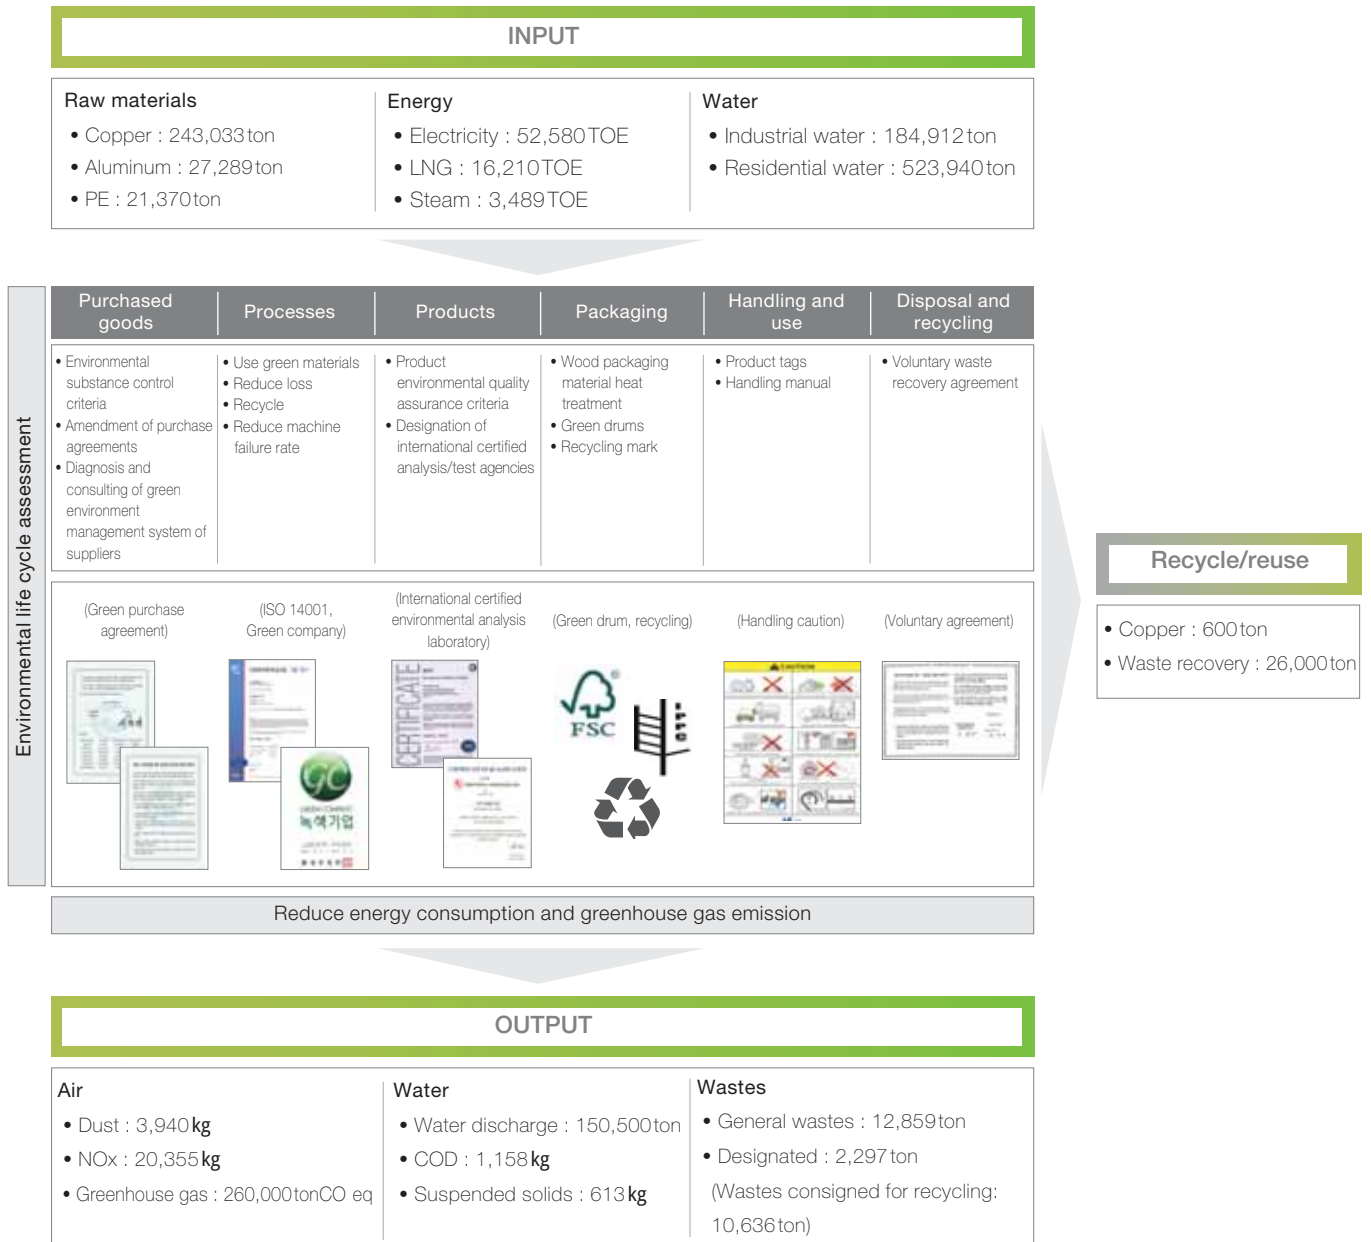 INPUT
Raw materials
• Copper : 243,033 ton
• Aluminum : 27,289 ton
• PE : 21,370 ton
Energy
• Electricity : 52,580 TOE
• LNG : 16,210 TOE
• Steam : 3,489 TOE
Water
• Industrial water : 184,912 ton
• Residential water : 523,940 ton
Environmental life cycle assessment
Purchased
goods
Processes
Products
Packaging
Handling and
use
Disposal and
recycling
• Environmental
substance control
criteria
• Amendment of purchase
agreements
• Diagnosis and
consulting of green
environment
management system of
suppliers
• Use green materials
• Reduce loss
• Recycle
• Reduce machine
failure rate
• Product
environmental quality
assurance criteria
• Designation of
international certified
analysis/test agencies
• Wood packaging
material heat
treatment
• Green drums
• Recycling mark
• Product tags
• Handling manual
• Voluntary waste
recovery agreement
(Green purchase
agreement)
(ISO 14001,
Green company)
(International certified
environmental analysis
laboratory)
(Green drum, recycling)
(Handling caution)
(Voluntary agreement)
GC
GREEN COMPANY
녹색기업
CERTIFICATE
FSC
IPPC
CAUTION
Reduce energy consumption and greenhouse gas emission
Recycle/reuse
• Copper : 600 ton
• Waste recovery : 26,000 ton
OUTPUT
Air
• Dust : 3,940 kg
• NOx : 20,355 kg
• Greenhouse gas : 260,000 tonCO eq
Water
• Water discharge : 150,500 ton
• COD : 1,158 kg
• Suspended solids : 613 kg
Wastes
• General wastes : 12,859 ton
• Designated : 2,297 ton
(Wastes consigned for recycling:
10,636 ton)